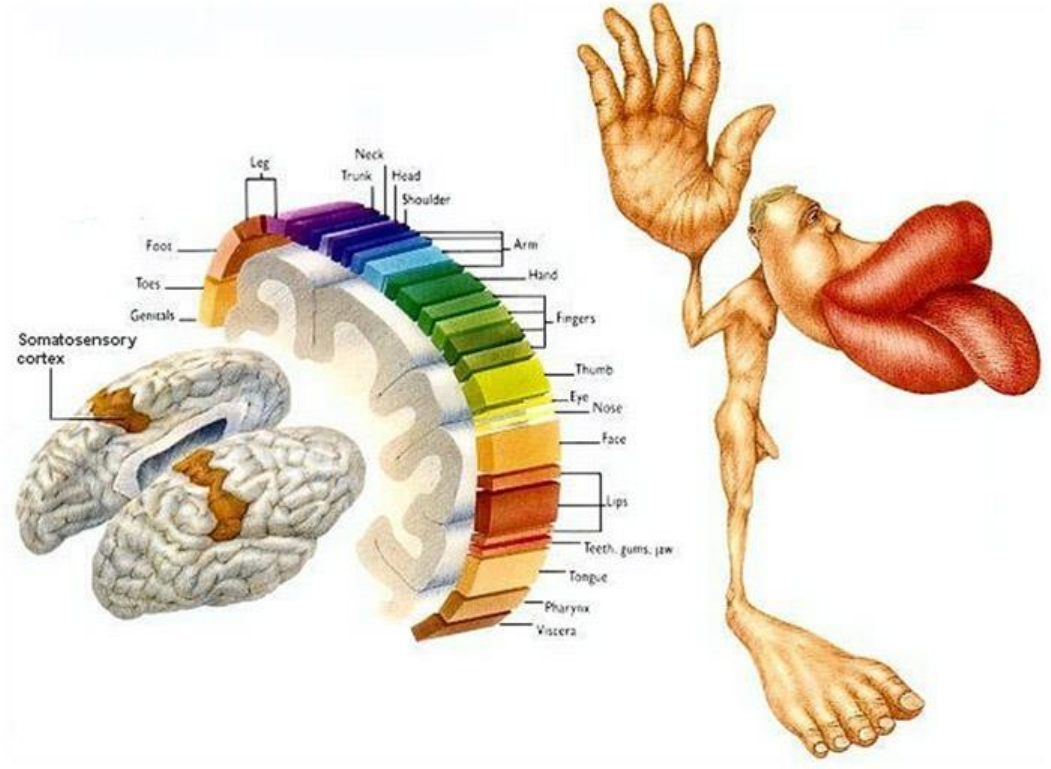 Leg
Neck
Trunk
Head
Shoulder
Foot
Arm
Hand
Toes
Genitals
Fingers
Somatosensory
cortex
Thumb
Eye
Nose
Face
Lips
Teeth, gums, jaw
Tongue
Pharynx
Viscera